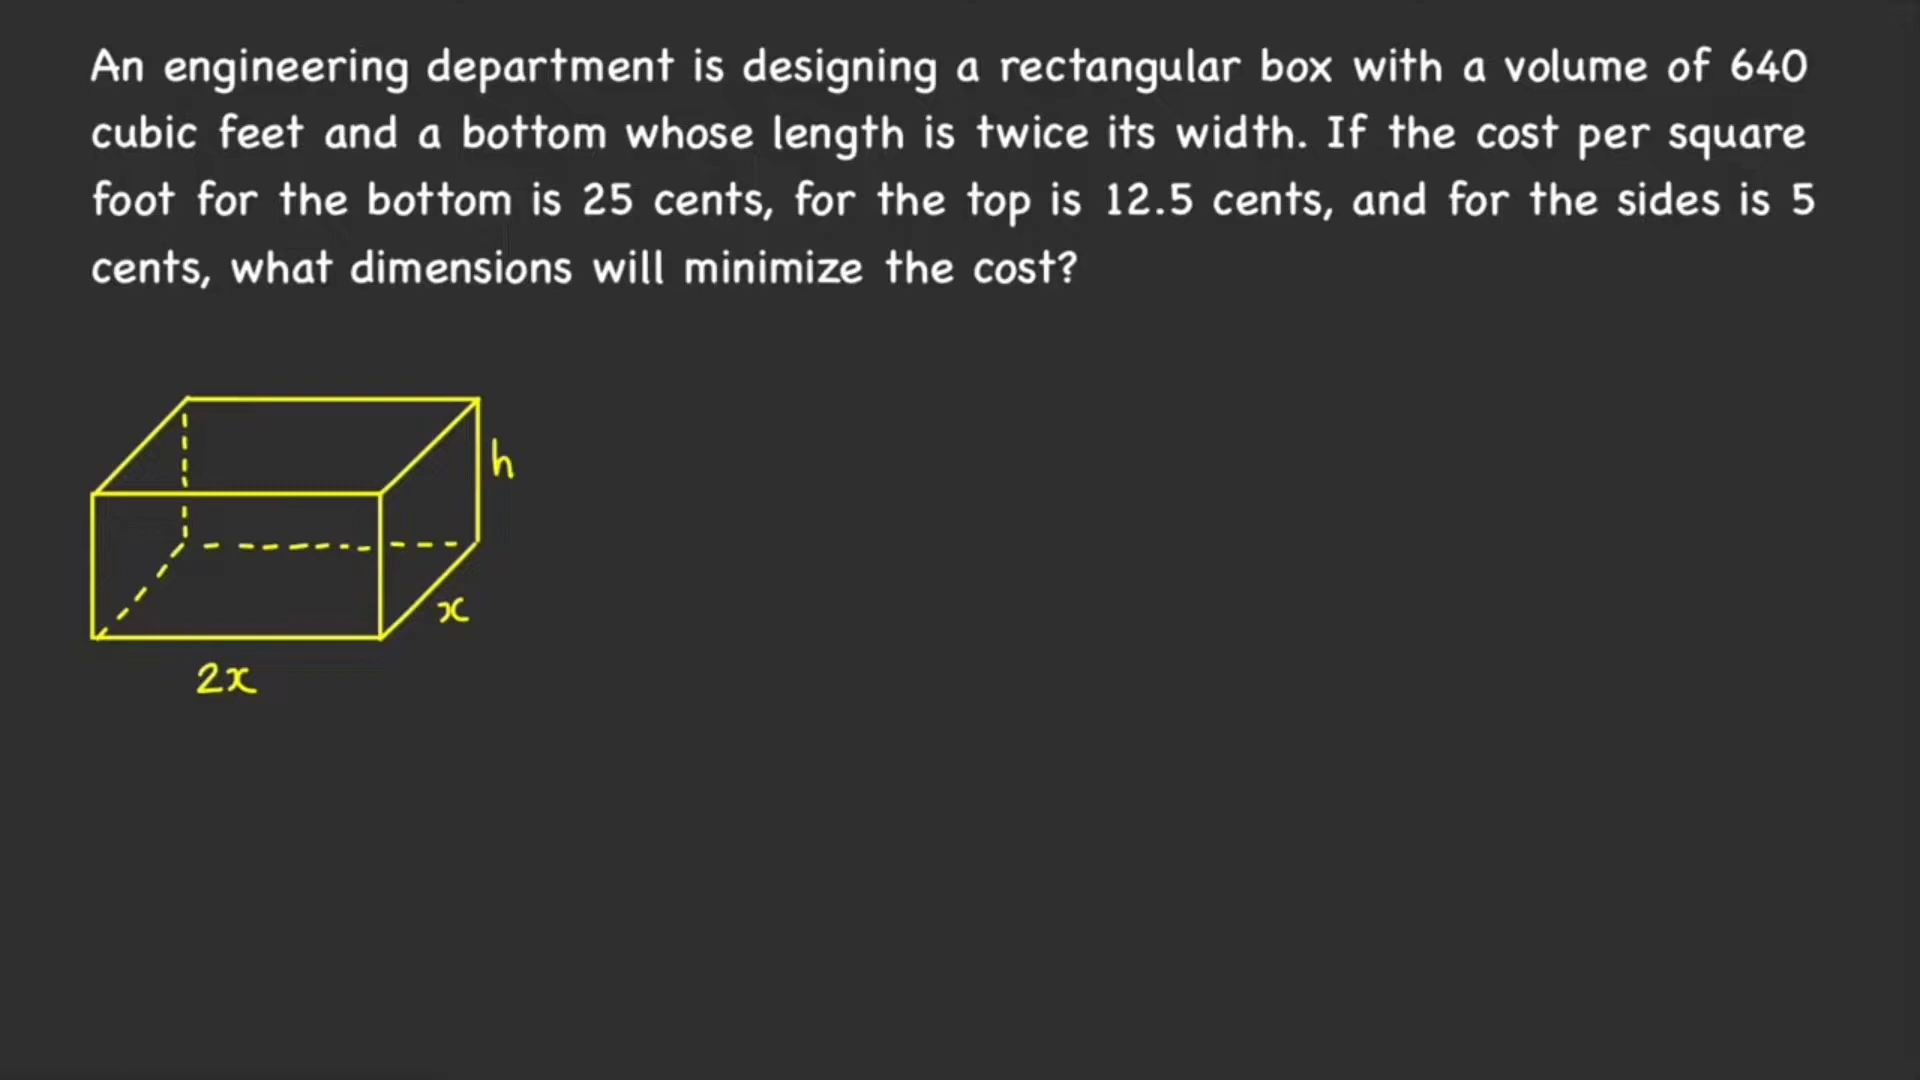 An engineering department is designing a rectangular box with a volume of 640
cubic feet and a bottom whose length is twice its width. If the cost per square
foot for the bottom is 25 cents, for the top is 12.5 cents, and for the sides is 5
cents, what dimensions will minimize the cost?
h
x
2x